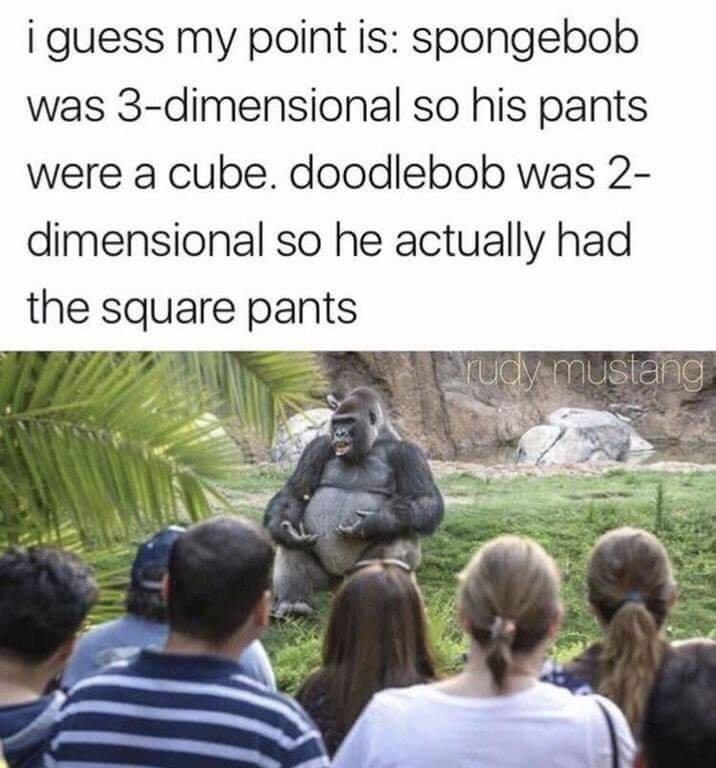 i guess my point is: spongebob
was 3-dimensional so his pants
were a cube. doodlebob was 2-
dimensional so he actually had
the square pants
rudy mustang